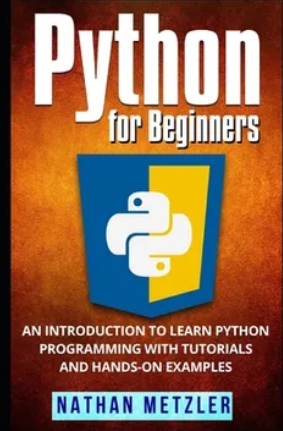 Python
for Beginners
AN INTRODUCTION TO LEARN PYTHON
PROGRAMMING WITH TUTORIALS
AND HANDS-ON EXAMPLES
NATHAN METZLER